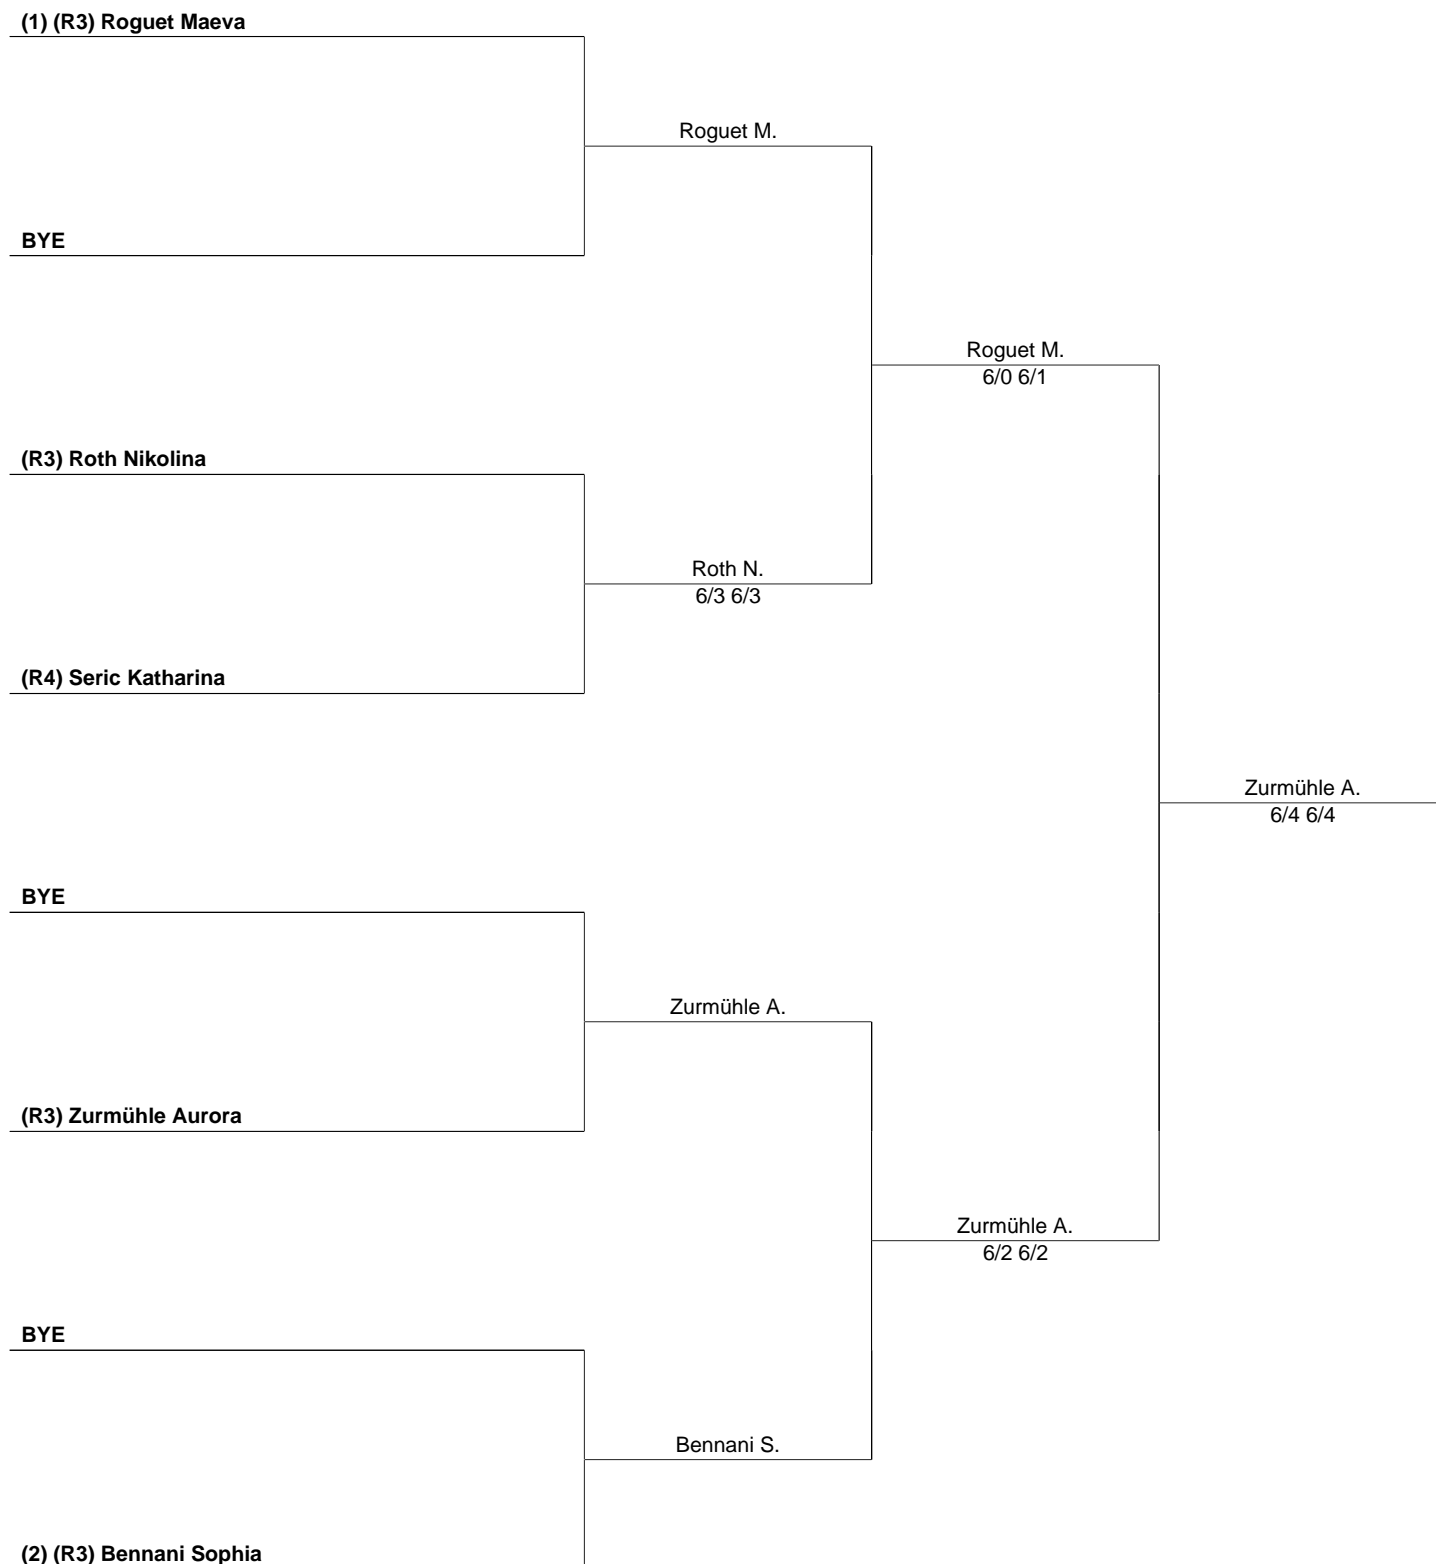 (1) (R3) Roguet Maeva
Roguet M.
BYE
Roguet M.
6/0 6/1
(R3) Roth Nikolina
Roth N.
6/3 6/3
(R4) Seric Katharina
Zurmühle A.
6/4 6/4
BYE
Zurmühle A.
(R3) Zurmühle Aurora
Zurmühle A.
6/2 6/2
BYE
Bennani S.
(2) (R3) Bennani Sophia